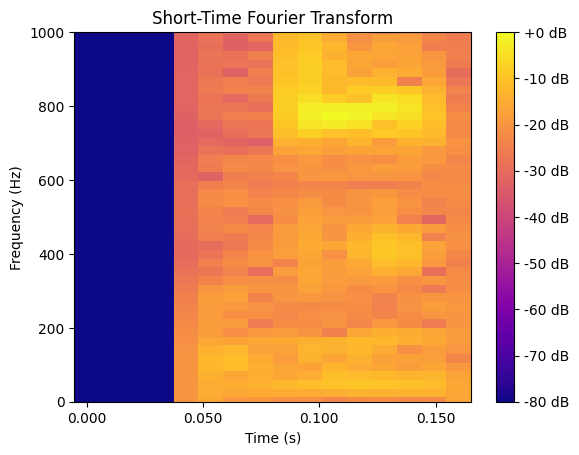 Short-Time Fourier Transform
Frequency (Hz)
1000
800
600
400
200
0
0.000
0.050
0.100
0.150
Time (s)
+0 dB
-10 dB
-20 dB
-30 dB
-40 dB
-50 dB
-60 dB
-70 dB
-80 dB